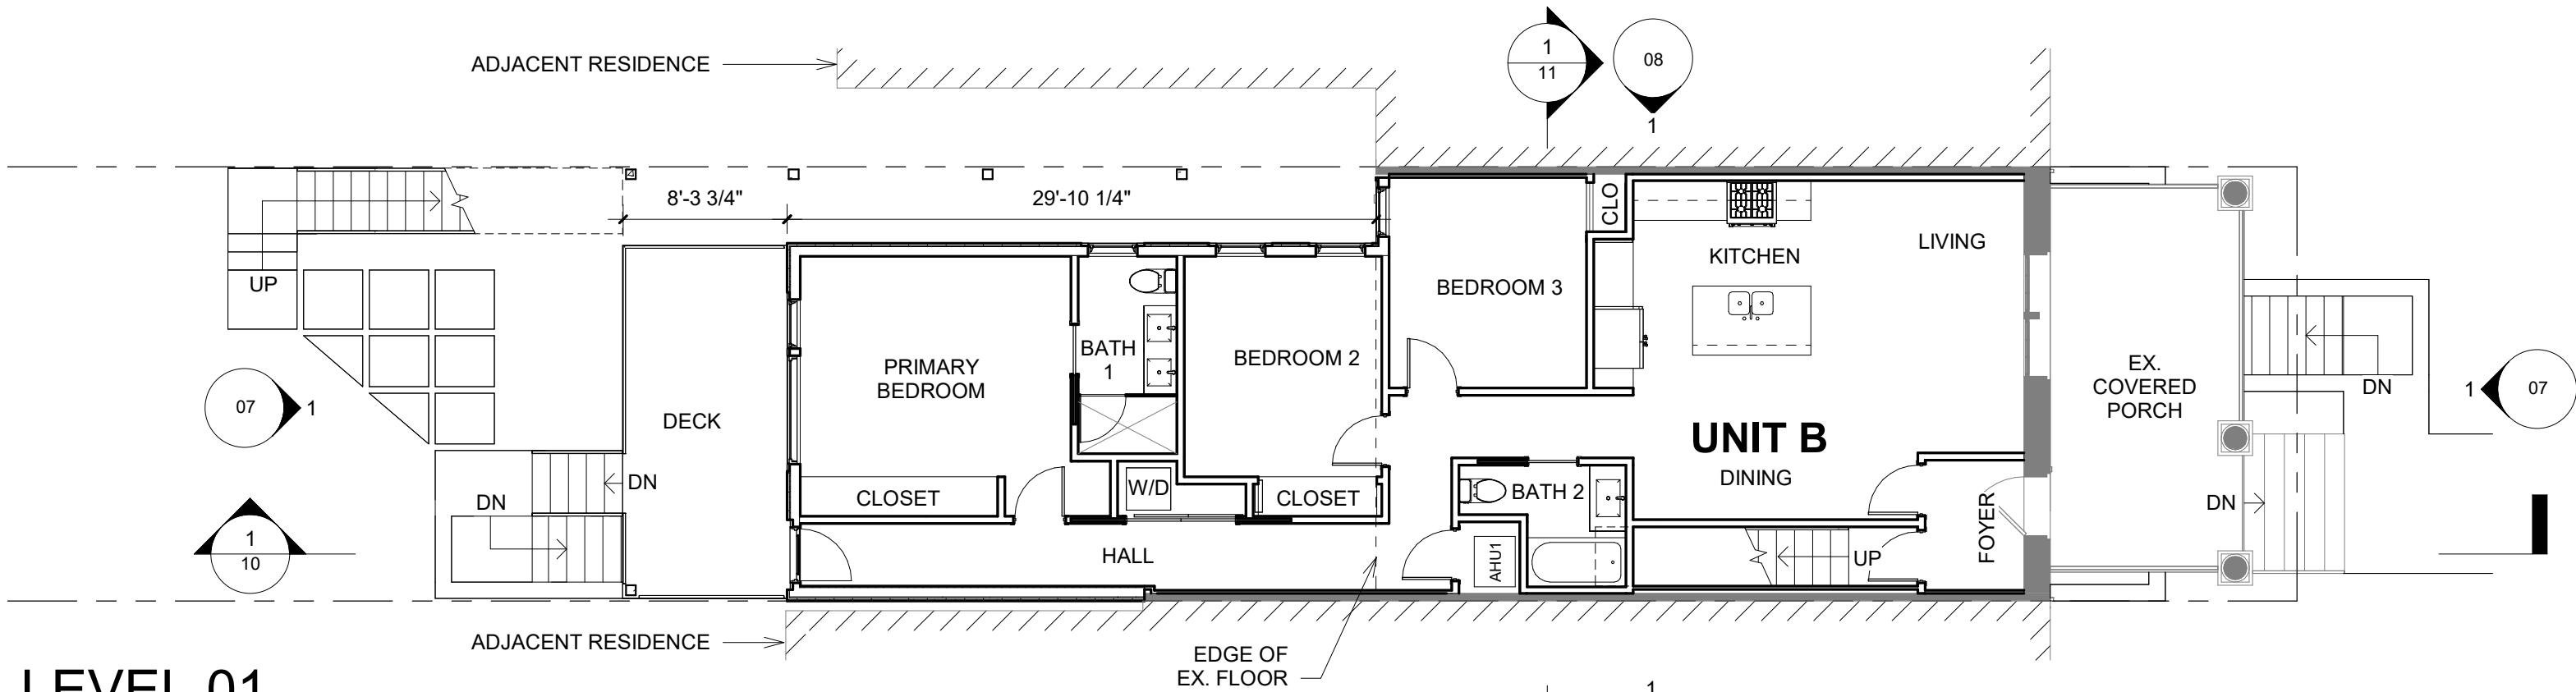 ADJACENT RESIDENCE
1
11
08
1
8'-3 3/4"
29'-10 1/4"
CLO
KITCHEN
LIVING
UP
BEDROOM 3
BATH
1
BEDROOM 2
PRIMARY
BEDROOM
EX.
COVERED
PORCH
DN
07
1
1
07
DECK
UNIT B
DINING
DN
DN
CLOSET
W/D
CLOSET
BATH 2
FOYER
DN
1
10
HALL
AHU1
UP
ADJACENT RESIDENCE
EDGE OF
EX. FLOOR
LEVEL 01
1